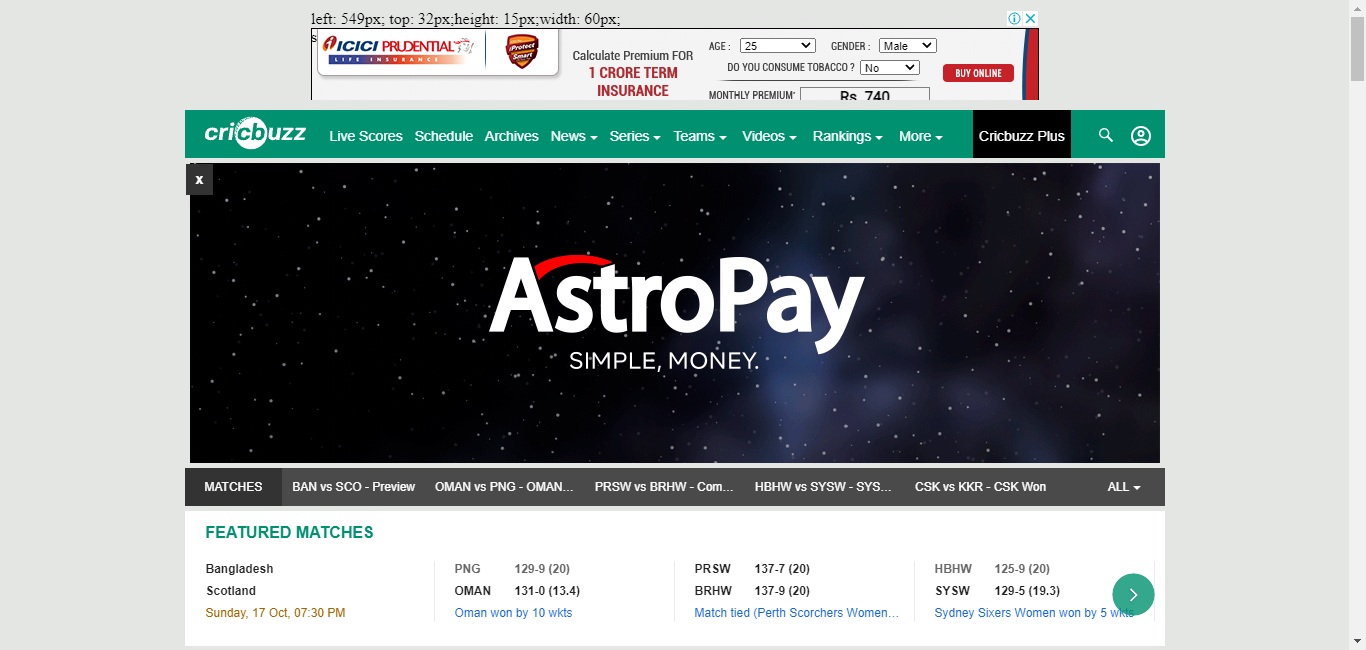 left: 549px; top: 32px;height: 15px;width: 60px;
s
ICICI PRUDENTIAL
LIFE INSURANCE
iProtect Smart
Calculate Premium FOR
1 CRORE TERM
INSURANCE
AGE : 25 GENDER : Male
DO YOU CONSUME TOBACCO ? No
MONTHLY PREMIUM* Rs. 740
BUY ONLINE
cricbuzz Live Scores Schedule Archives News Series Teams Videos Rankings More Cricbuzz Plus
x
AstroPay
SIMPLE, MONEY.
MATCHES BAN vs SCO - Preview OMAN vs PNG - OMAN... PRSW vs BRHW - Com... HBHW vs SYSW - SYS... CSK vs KKR - CSK Won ALL
FEATURED MATCHES
Bangladesh PNG 129-9 (20) PRSW 137-7 (20) HBHW 125-9 (20)
Scotland OMAN 131-0 (13.4) BRHW 137-9 (20) SYSW 129-5 (19.3)
Sunday, 17 Oct, 07:30 PM Oman won by 10 wkts Match tied (Perth Scorchers Women... Sydney Sixers Women won by 5 wkts